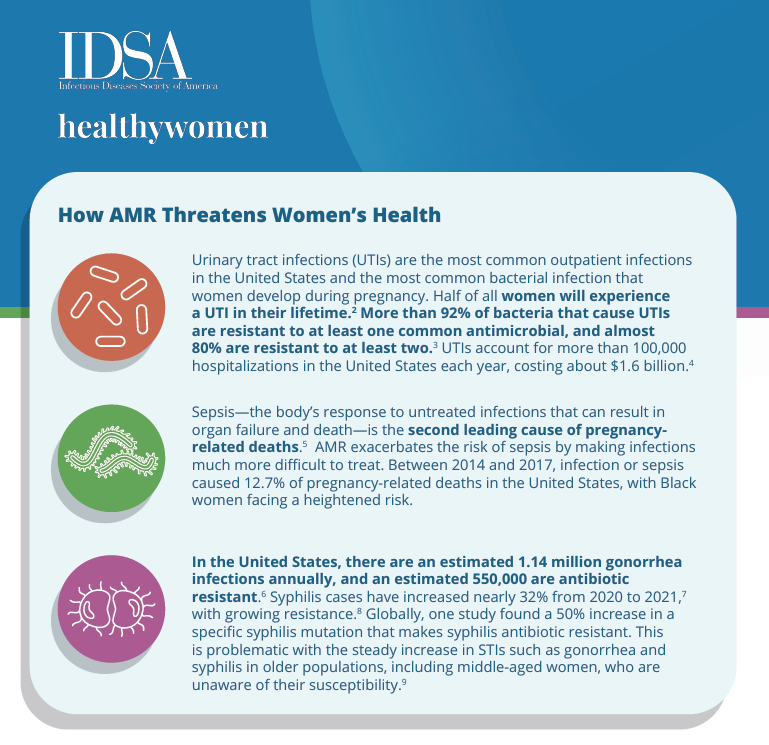 IDSA
Infectious Diseases Society of America
healthywomen
How AMR Threatens Women's Health
Urinary tract infections (UTIs) are the most common outpatient infections
in the United States and the most common bacterial infection that
women develop during pregnancy. Half of all women will experience
a UTI in their lifetime.² More than 92% of bacteria that cause UTIs
are resistant to at least one common antimicrobial, and almost
80% are resistant to at least two.³ UTIs account for more than 100,000
hospitalizations in the United States each year, costing about $1.6 billion.⁴
Sepsis—the body's response to untreated infections that can result in
organ failure and death—is the second leading cause of pregnancy-
related deaths.⁵ AMR exacerbates the risk of sepsis by making infections
much more difficult to treat. Between 2014 and 2017, infection or sepsis
caused 12.7% of pregnancy-related deaths in the United States, with Black
women facing a heightened risk.
In the United States, there are an estimated 1.14 million gonorrhea
infections annually, and an estimated 550,000 are antibiotic
resistant.⁶ Syphilis cases have increased nearly 32% from 2020 to 2021,⁷
with growing resistance.⁸ Globally, one study found a 50% increase in a
specific syphilis mutation that makes syphilis antibiotic resistant. This
is problematic with the steady increase in STIs such as gonorrhea and
syphilis in older populations, including middle-aged women, who are
unaware of their susceptibility.⁹